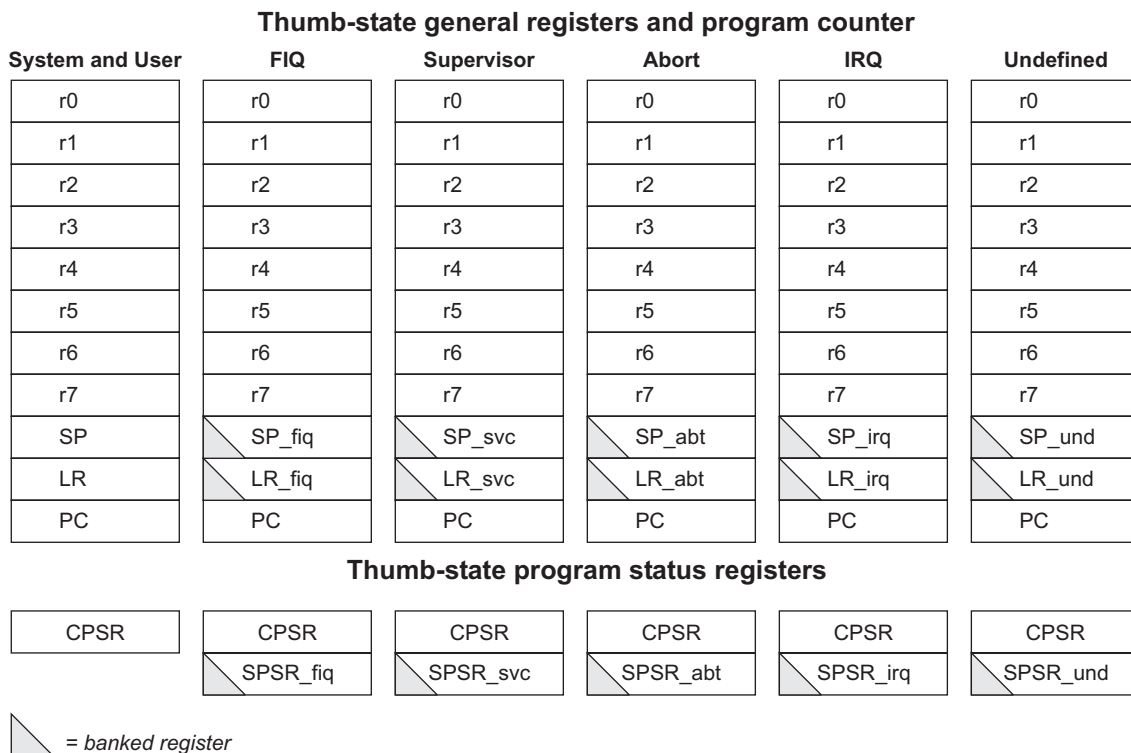 Thumb-state general registers and program counter
System and User FIQ Supervisor Abort IRQ Undefined
r0 r0 r0 r0 r0 r0
r1 r1 r1 r1 r1 r1
r2 r2 r2 r2 r2 r2
r3 r3 r3 r3 r3 r3
r4 r4 r4 r4 r4 r4
r5 r5 r5 r5 r5 r5
r6 r6 r6 r6 r6 r6
r7 r7 r7 r7 r7 r7
SP SP_fiq SP_svc SP_abt SP_irq SP_und
LR LR_fiq LR_svc LR_abt LR_irq LR_und
PC PC PC PC PC PC
Thumb-state program status registers
CPSR CPSR CPSR CPSR CPSR CPSR
SPSR_fiq SPSR_svc SPSR_abt SPSR_irq SPSR_und
= banked register